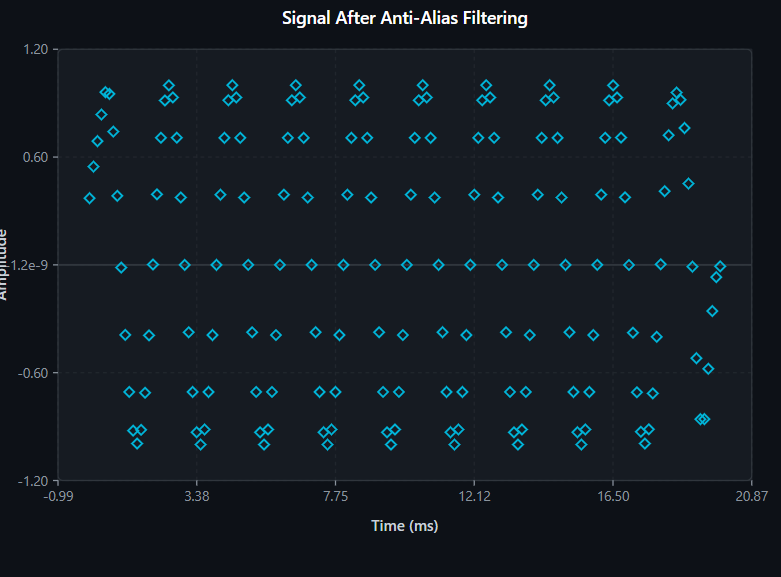 Signal After Anti-Alias Filtering
1.20
0.60
1.2e-9
-0.60
-1.20
Amplitude
-0.99
3.38
7.75
12.12
16.50
20.87
Time (ms)